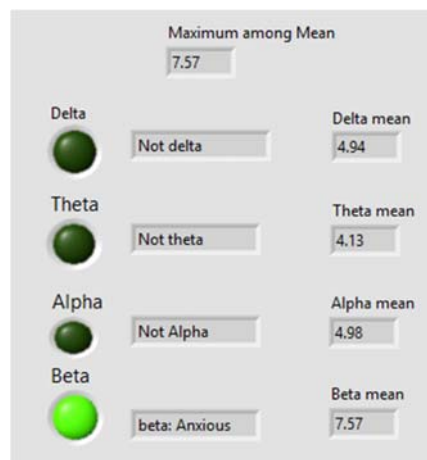 Maximum among Mean
7.57
Delta
Delta mean
Not delta
4.94
Theta
Theta mean
Not theta
4.13
Alpha
Alpha mean
Not Alpha
4.98
Beta
Beta mean
beta: Anxious
7.57